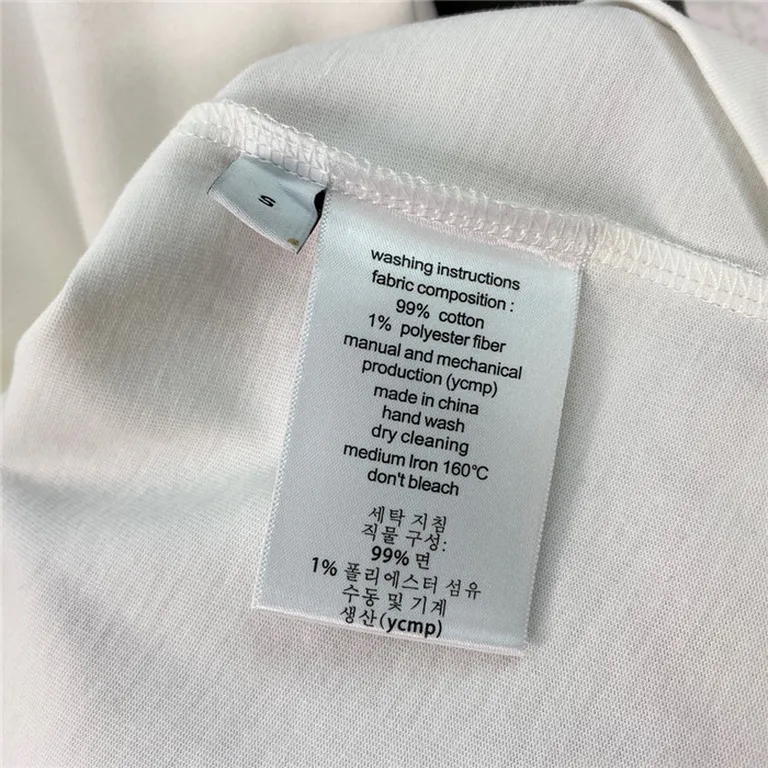 S
washing instructions
fabric composition :
99% cotton
1% polyester fiber
manual and mechanical
production (ycmp)
made in china
hand wash
dry cleaning
medium Iron 160°C
don't bleach
세탁 지침
직물 구성:
99% 면
1% 폴리에스터 섬유
수동 및 기계
생산(ycmp)